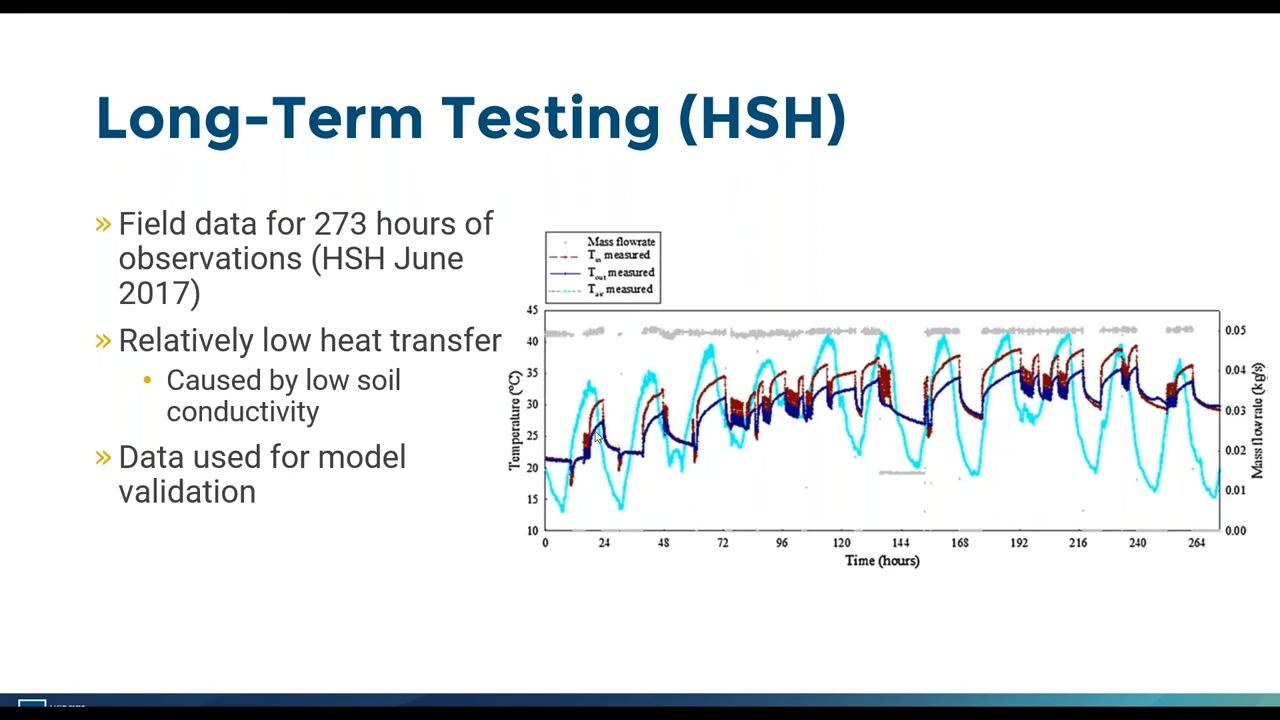 Long-Term Testing (HSH)
» Field data for 273 hours of
observations (HSH June
2017)
» Relatively low heat transfer
• Caused by low soil
conductivity
» Data used for model
validation
Mass flowrate
T_in measured
T_out measured
T_aw measured
45
40
35
30
25
20
15
10
Temperature (°C)
0.05
0.04
0.03
0.02
0.01
0.00
Mass flowrate (kg/s)
0 24 48 72 96 120 144 168 192 216 240 264
Time (hours)